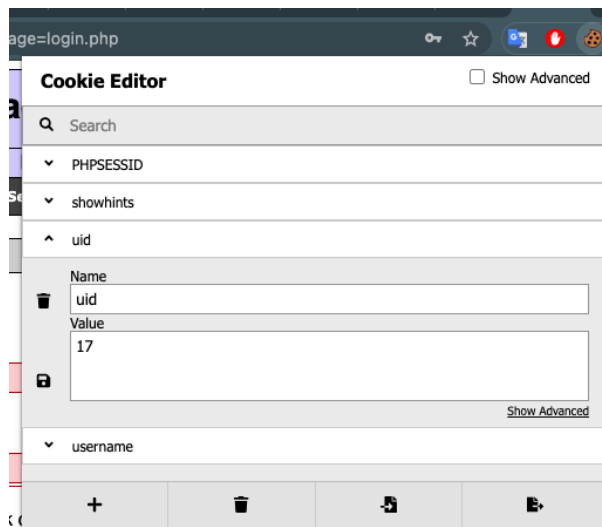 age=login.php
Cookie Editor
Show Advanced
Search
PHPSESSID
showhints
uid
Name
uid
Value
17
Show Advanced
username